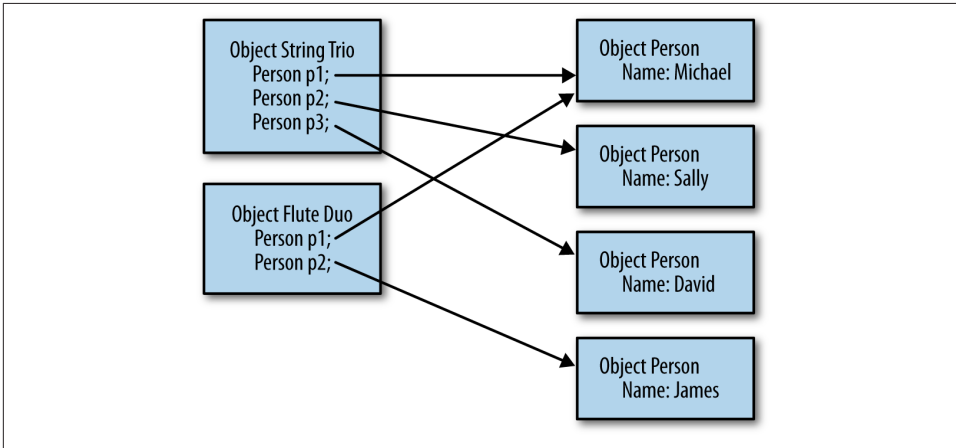 Object String Trio
Person p1;
Person p2;
Person p3;
Object Flute Duo
Person p1;
Person p2;
Object Person
Name: Michael
Object Person
Name: Sally
Object Person
Name: David
Object Person
Name: James